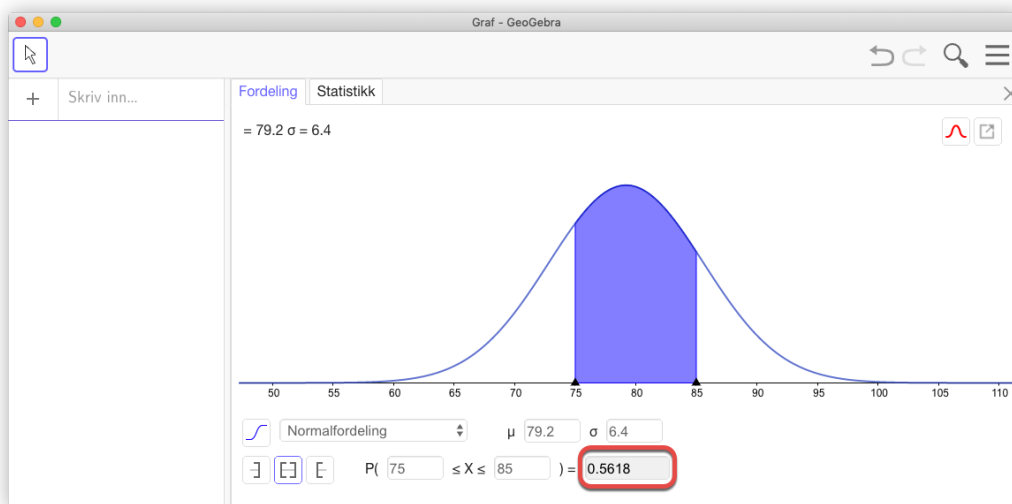 Graf - GeoGebra
+ Skriv inn...
Fordeling Statistikk
= 79.2 σ = 6.4
50 55 60 65 70 75 80 85 90 95 100 105 110
Normalfordeling μ 79.2 σ 6.4
P( 75 ≤ X ≤ 85 ) = 0.5618